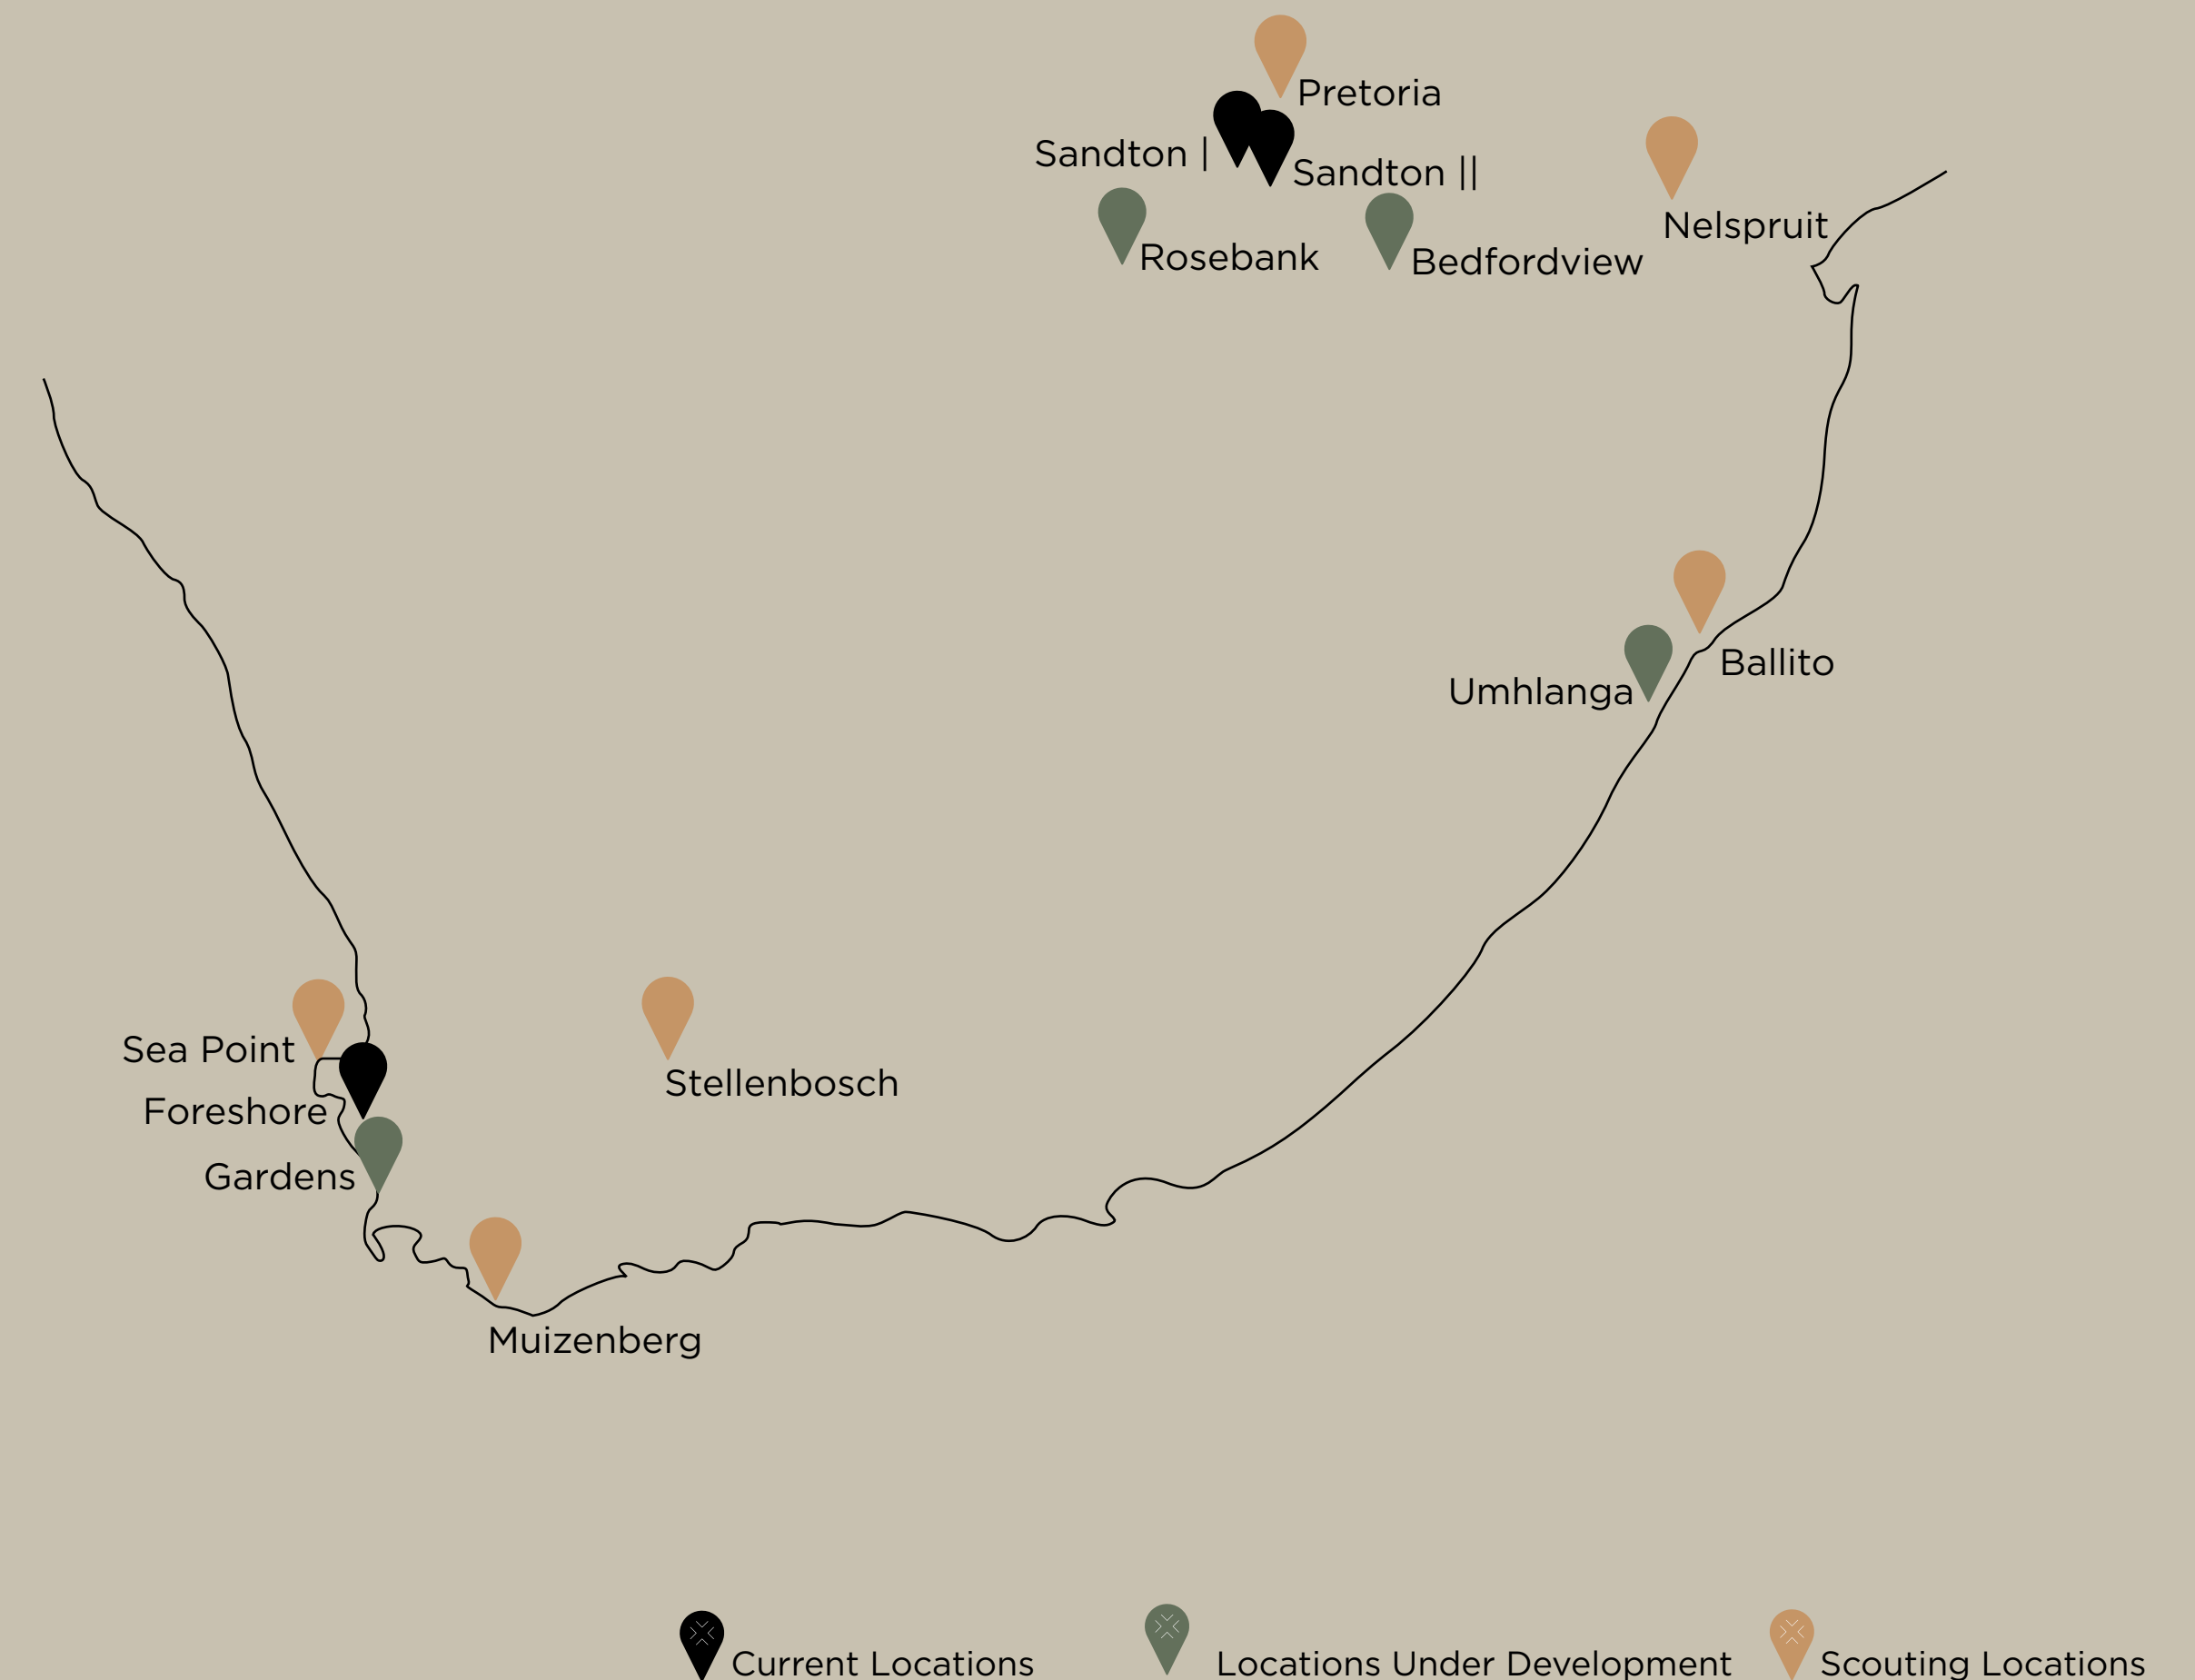 Pretoria
Sandton |
Sandton ||
Nelspruit
Rosebank
Bedfordview
Ballito
Umhlanga
Sea Point
Stellenbosch
Foreshore
Gardens
Muizenberg
Current Locations
Locations Under Development
Scouting Locations